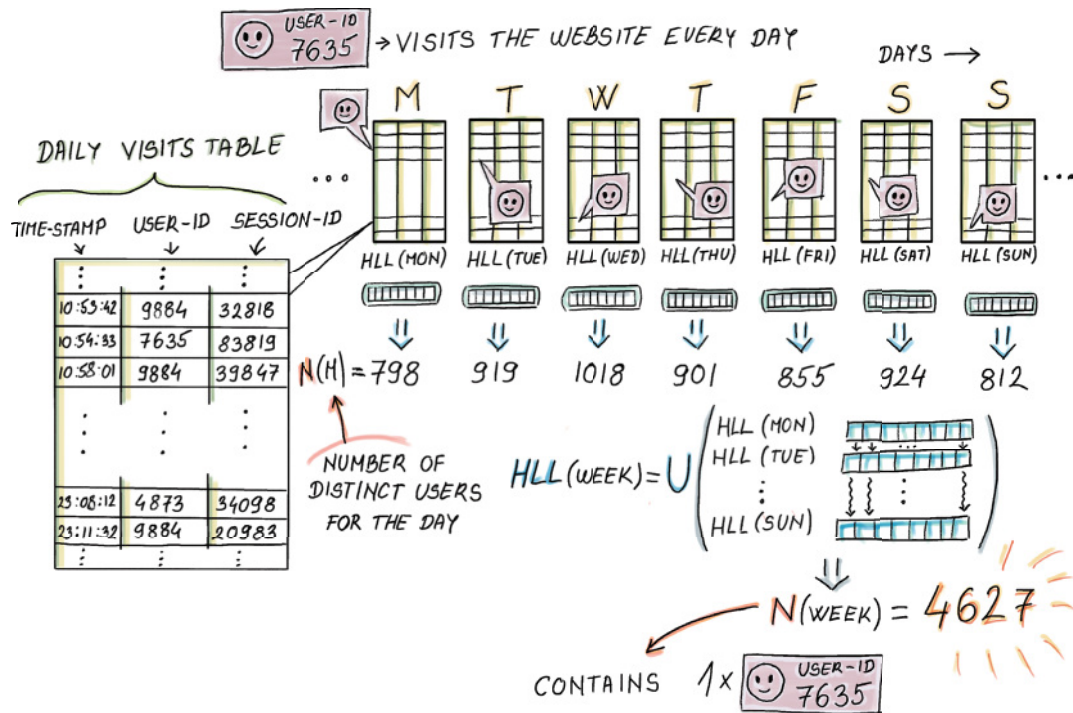 USER-ID
7635
→ VISITS THE WEBSITE EVERY DAY
DAYS →
M T W T F S S
DAILY VISITS TABLE
... ...
TIME-STAMP USER-ID SESSION-ID
HLL (MON) HLL (TUE) HLL (WED) HLL (THU) HLL (FRI) HLL (SAT) HLL (SUN)
10:53:42 9884 32818
10:54:33 7635 83819
10:58:01 9884 39847
23:08:12 4873 34098
23:11:32 9884 20983
N(M) = 798 919 1018 901 855 924 812
NUMBER OF
DISTINCT USERS
FOR THE DAY
HLL (WEEK) = U
HLL (MON)
HLL (TUE)
HLL (SUN)
N(WEEK) = 4627
CONTAINS 1×
USER-ID
7635